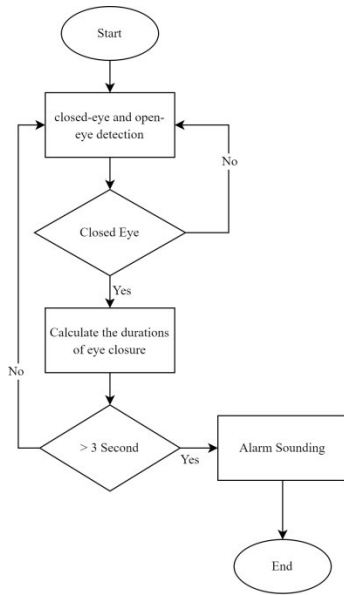 Start
closed-eye and open-
eye detection
No
Closed Eye
Yes
Calculate the durations
of eye closure
No
> 3 Second
Yes
Alarm Sounding
End